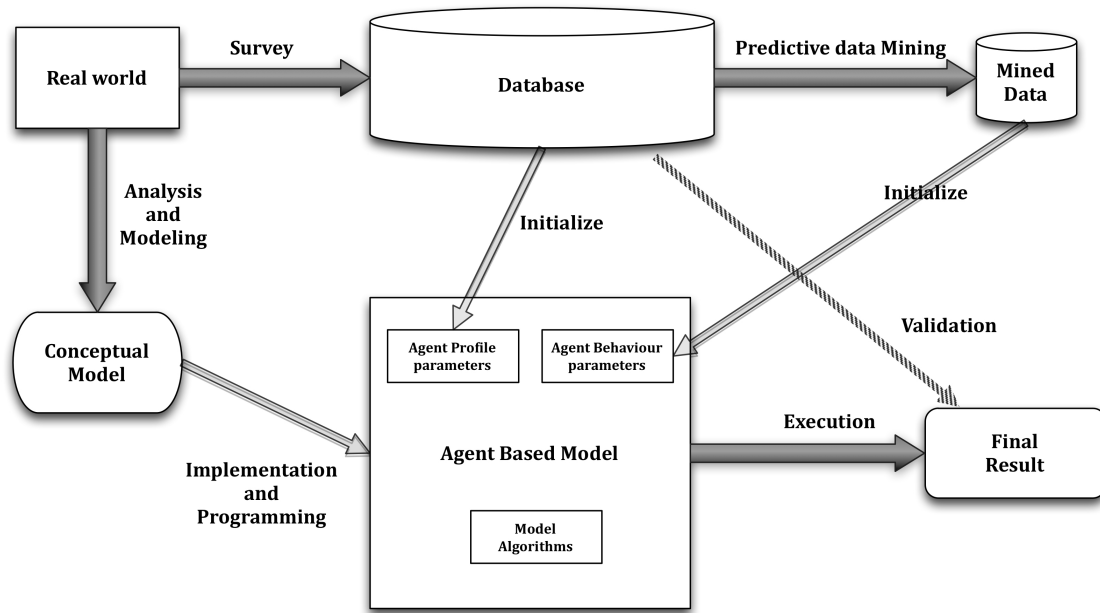 Survey
Predictive data Mining
Real world
Database
Mined
Data
Analysis
and
Modeling
Initialize
Initialize
Conceptual
Model
Agent Profile
parameters
Agent Behaviour
parameters
Validation
Implementation
and
Programming
Agent Based Model
Execution
Final
Result
Model
Algorithms